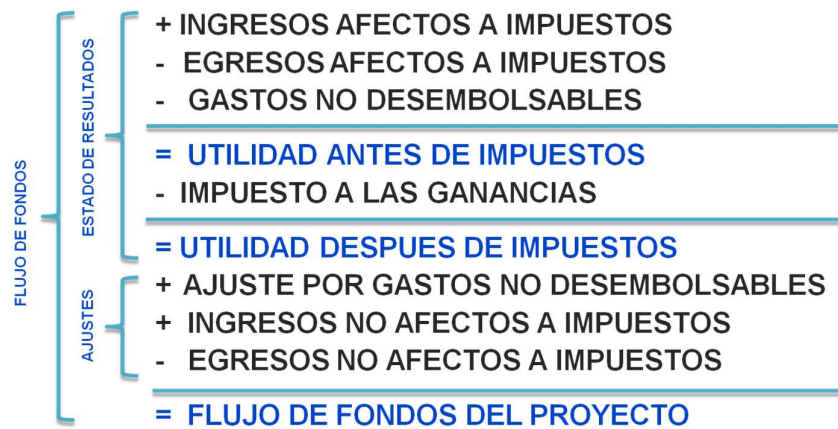 FLUJO DE FONDOS
ESTADO DE RESULTADOS
+ INGRESOS AFECTOS A IMPUESTOS
- EGRESOS AFECTOS A IMPUESTOS
- GASTOS NO DESEMBOLSABLES
= UTILIDAD ANTES DE IMPUESTOS
- IMPUESTO A LAS GANANCIAS
= UTILIDAD DESPUES DE IMPUESTOS
AJUSTES
+ AJUSTE POR GASTOS NO DESEMBOLSABLES
+ INGRESOS NO AFECTOS A IMPUESTOS
- EGRESOS NO AFECTOS A IMPUESTOS
= FLUJO DE FONDOS DEL PROYECTO